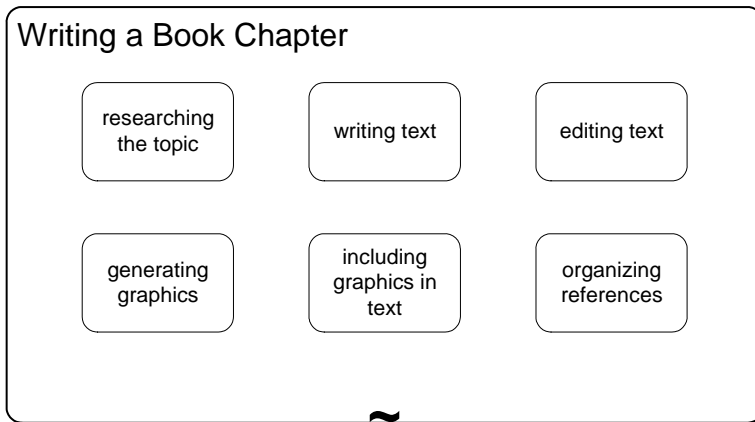 Writing a Book Chapter
researching
the topic
writing text
editing text
generating
graphics
including
graphics in
text
organizing
references
~